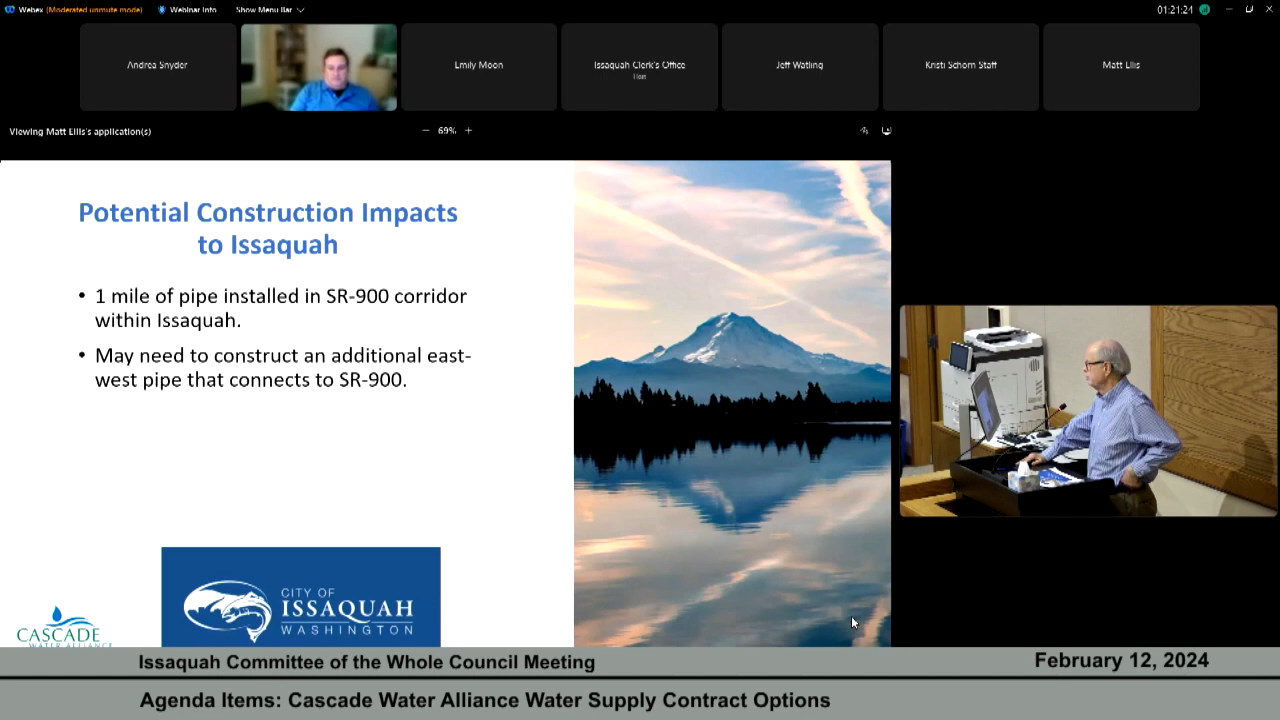 Webex (Moderated unmute mode) Webinar Info Show Menu Bar 01:21:24
Andrea Snyder
Emily Moon
Issaquah Clerk's Office
Host
Jeff Watling
Kristi Schorn Staff
Matt Ellis
Viewing Matt Ellis's application(s) − 69% +
Potential Construction Impacts
to Issaquah
• 1 mile of pipe installed in SR-900 corridor
within Issaquah.
• May need to construct an additional east-
west pipe that connects to SR-900.
CITY OF
ISSAQUAH
WASHINGTON
CASCADE
WATER ALLIANCE
Issaquah Committee of the Whole Council Meeting
February 12, 2024
Agenda Items: Cascade Water Alliance Water Supply Contract Options